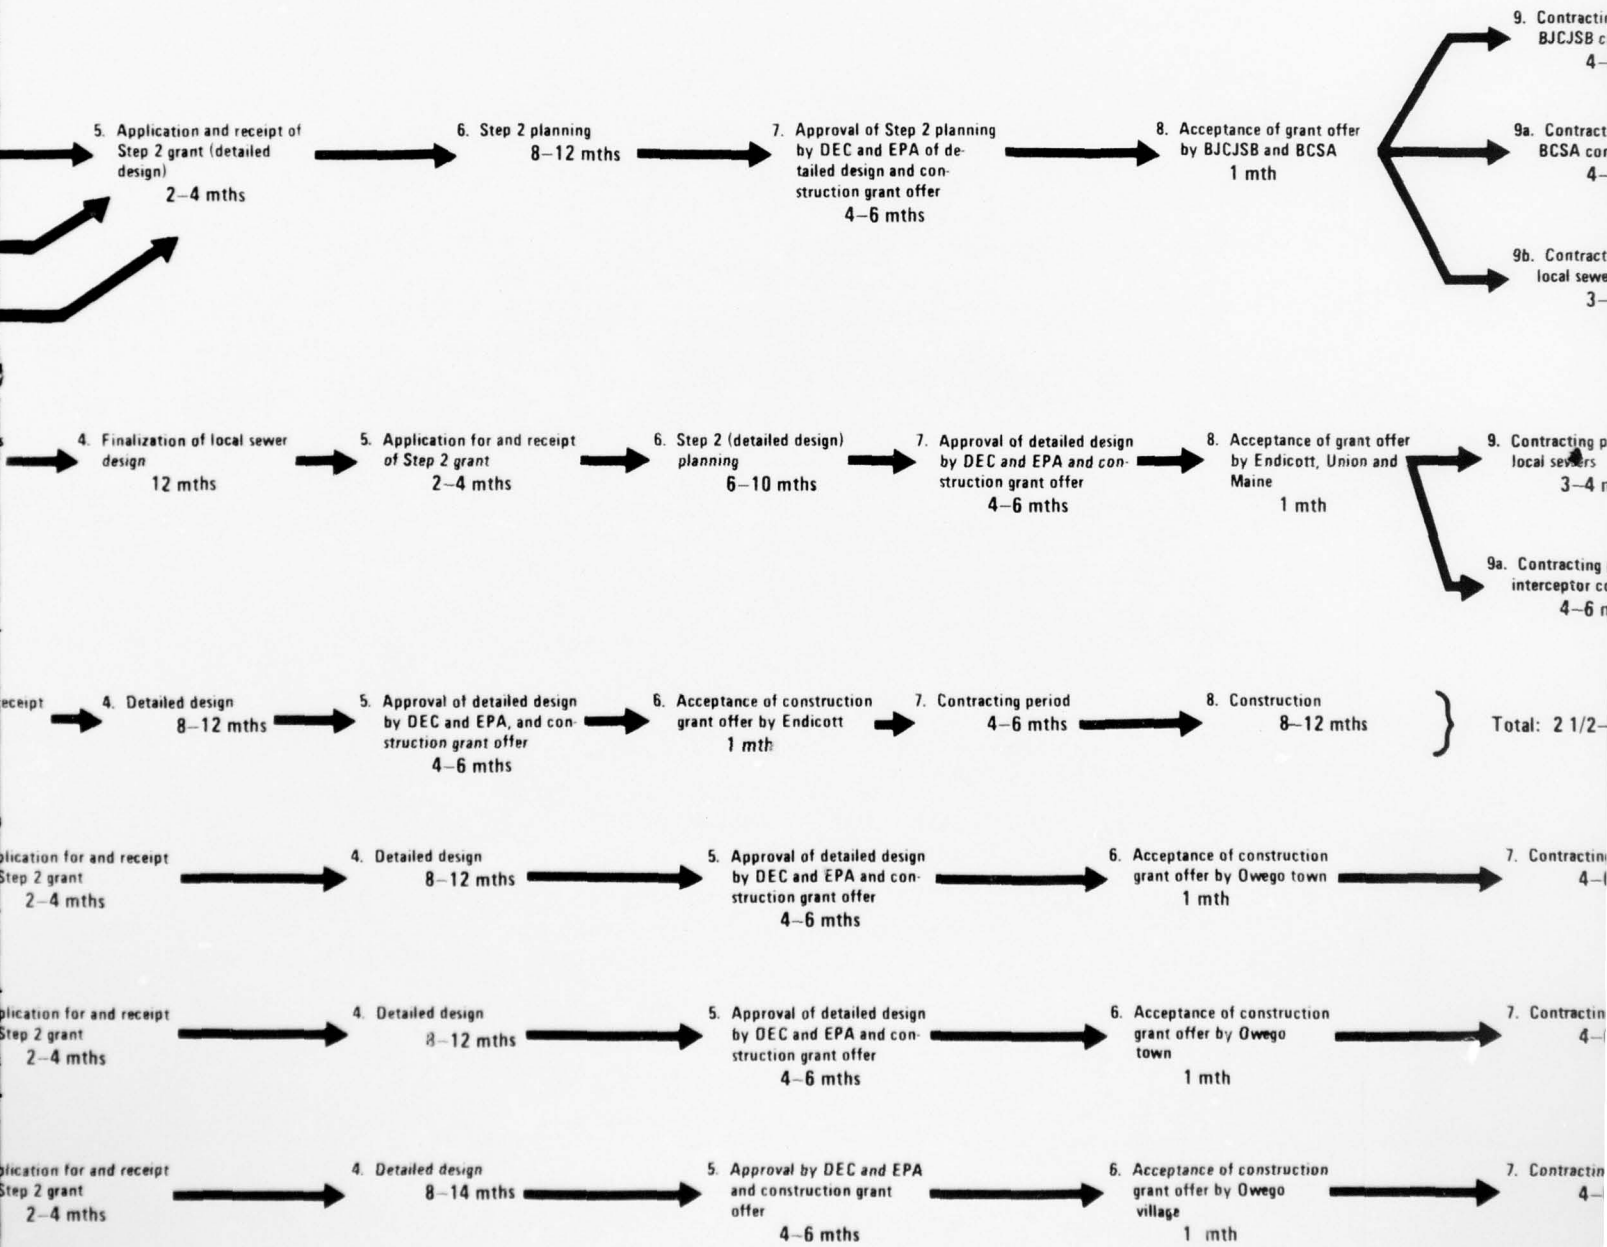 9. Contracti
BJCJSB c
4–
5. Application and receipt of
Step 2 grant (detailed
design)
2–4 mths
6. Step 2 planning
8–12 mths
7. Approval of Step 2 planning
by DEC and EPA of de-
tailed design and con-
struction grant offer
4–6 mths
8. Acceptance of grant offer
by BJCJSB and BCSA
1 mth
9a. Contract
BCSA con
4–
9b. Contract
local sewe
3–
4. Finalization of local sewer
design
12 mths
5. Application for and receipt
of Step 2 grant
2–4 mths
6. Step 2 (detailed design)
planning
6–10 mths
7. Approval of detailed design
by DEC and EPA and con-
struction grant offer
4–6 mths
8. Acceptance of grant offer
by Endicott, Union and
Maine
1 mth
9. Contracting p
local sewers
3–4 m
9a. Contracting
interceptor co
4–6 m
eceipt
4. Detailed design
8–12 mths
5. Approval of detailed design
by DEC and EPA, and con-
struction grant offer
4–6 mths
6. Acceptance of construction
grant offer by Endicott
1 mth
7. Contracting period
4–6 mths
8. Construction
8–12 mths
Total: 2 1/2–
plication for and receipt
Step 2 grant
2–4 mths
4. Detailed design
8–12 mths
5. Approval of detailed design
by DEC and EPA and con-
struction grant offer
4–6 mths
6. Acceptance of construction
grant offer by Owego town
1 mth
7. Contractin
4–
plication for and receipt
Step 2 grant
2–4 mths
4. Detailed design
8–12 mths
5. Approval of detailed design
by DEC and EPA and con-
struction grant offer
4–6 mths
6. Acceptance of construction
grant offer by Owego
town
1 mth
7. Contractin
4–
plication for and receipt
Step 2 grant
2–4 mths
4. Detailed design
8–14 mths
5. Approval by DEC and EPA
and construction grant
offer
4–6 mths
6. Acceptance of construction
grant offer by Owego
village
1 mth
7. Contractin
4–